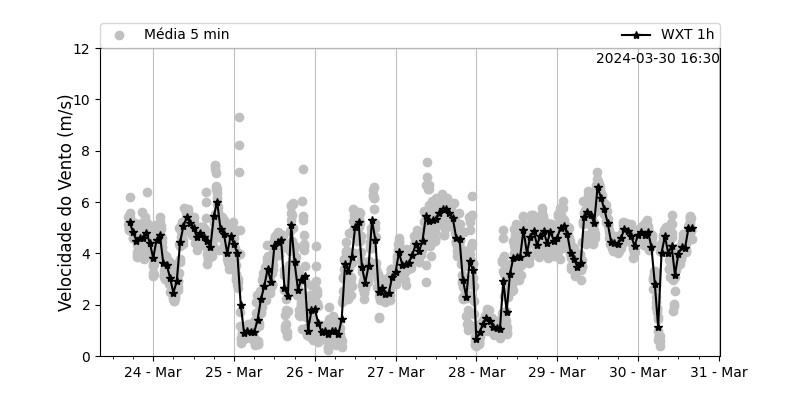 Média 5 min
WXT 1h
2024-03-30 16:30
Velocidade do Vento (m/s)
12
10
8
6
4
2
0
24 - Mar
25 - Mar
26 - Mar
27 - Mar
28 - Mar
29 - Mar
30 - Mar
31 - Mar